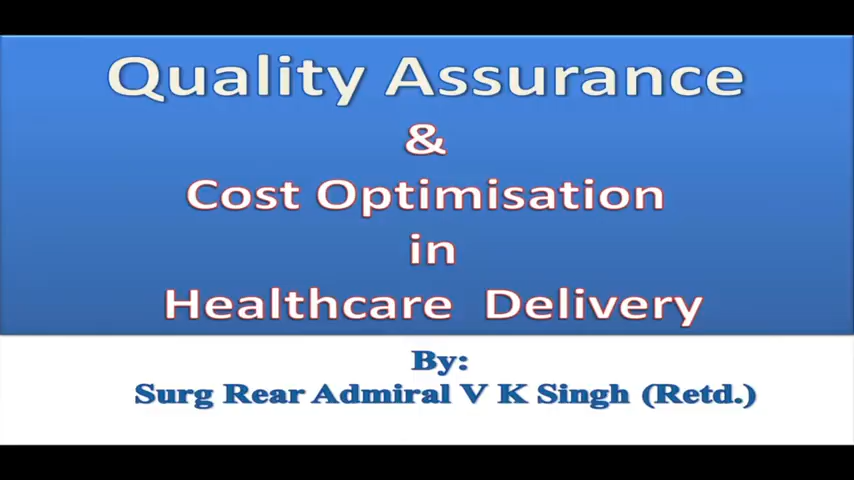 Quality Assurance
&
Cost Optimisation
in
Healthcare Delivery
By:
Surg Rear Admiral V K Singh (Retd.)